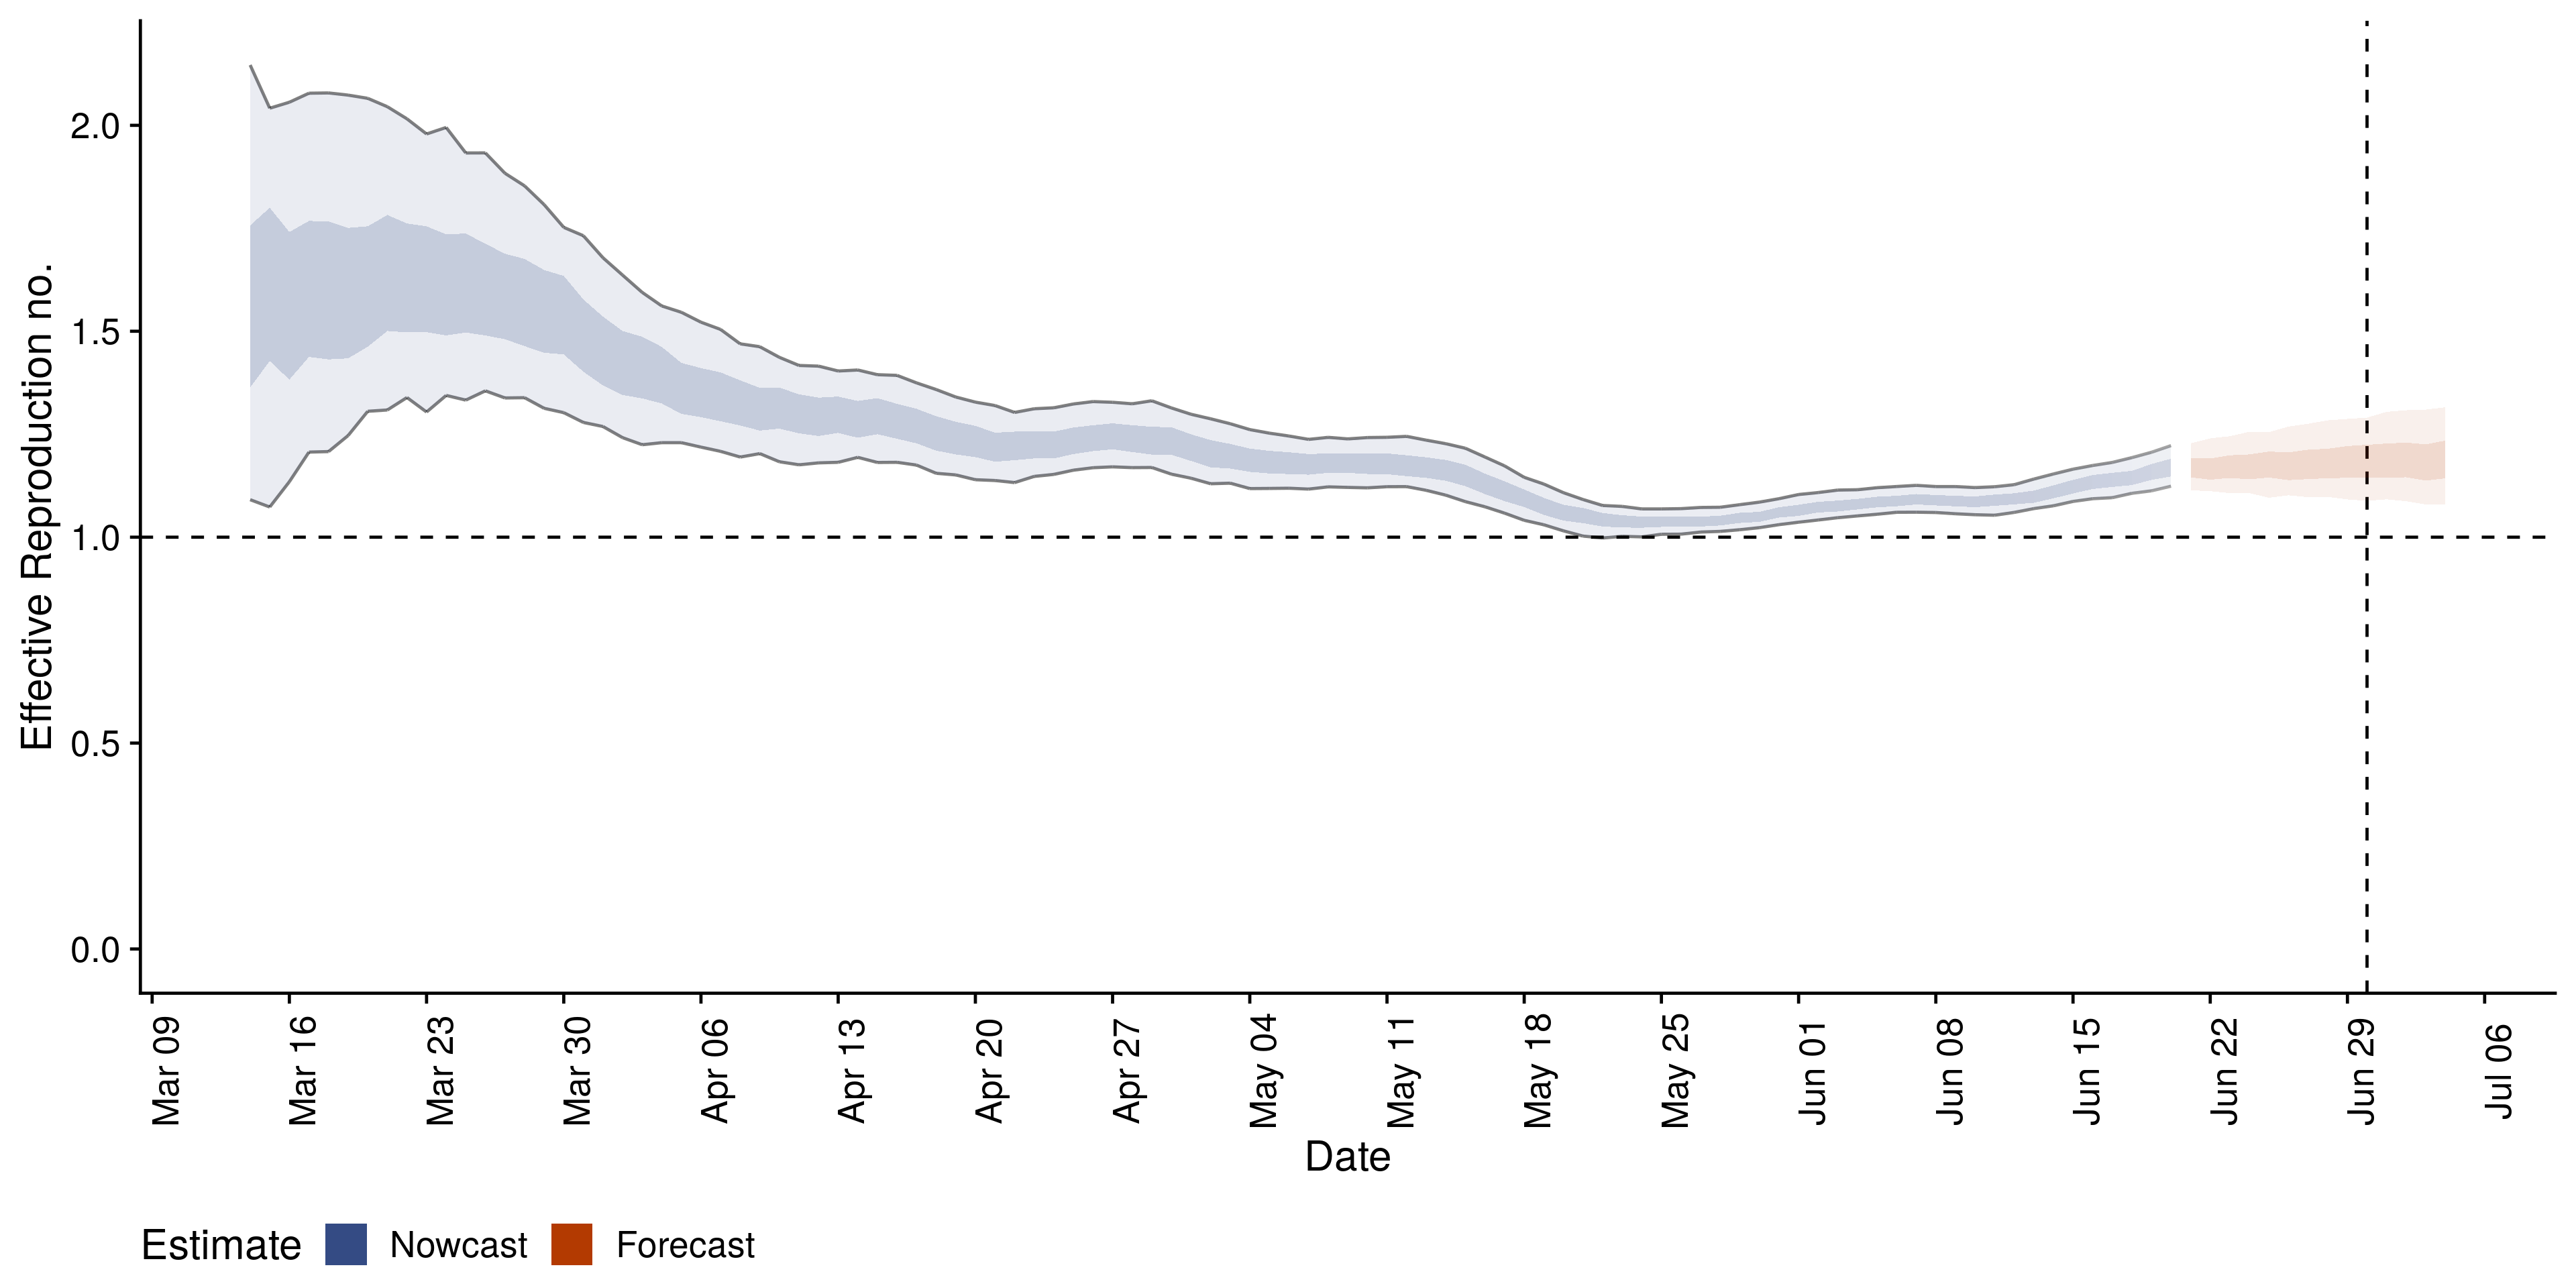 Effective Reproduction no.
2.0
1.5
1.0
0.5
0.0
Mar 09
Mar 16
Mar 23
Mar 30
Apr 06
Apr 13
Apr 20
Apr 27
May 04
May 11
May 18
May 25
Jun 01
Jun 08
Jun 15
Jun 22
Jun 29
Jul 06
Date
Estimate Nowcast Forecast